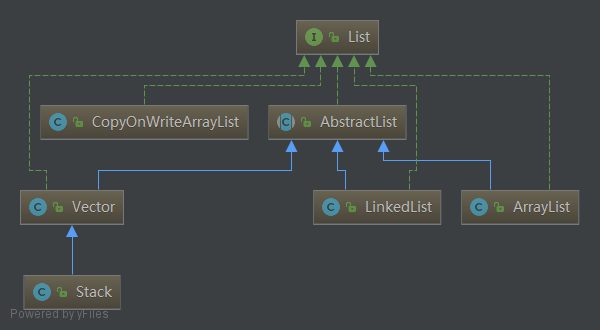 I List
C CopyOnWriteArrayList
C AbstractList
C Vector
C LinkedList
C ArrayList
C Stack
Powered by yFiles